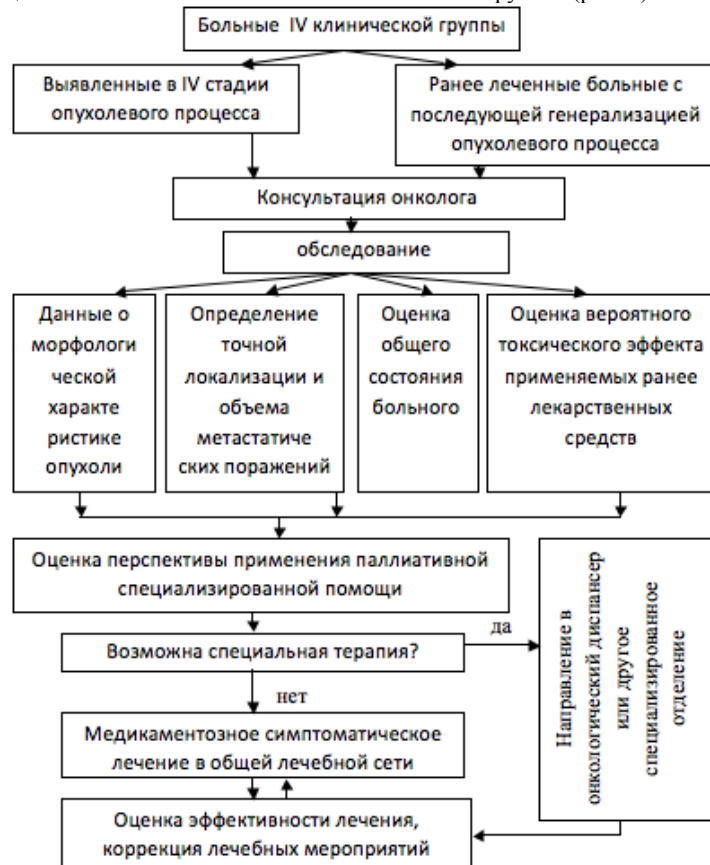 Больные IV клинической группы
Выявленные в IV стадии
опухолевого процесса
Ранее леченные больные с
последующей генерализацией
опухолевого процесса
Консультация онколога
обследование
Данные о
морфологи
ческой
характе
ристике
опухоли
Определение
точной
локализации и
объема
метастатиче
ских поражений
Оценка
общего
состояния
больного
Оценка вероятного
токсического эффекта
применяемых ранее
лекарственных
средств
Оценка перспективы применения паллиативной
специализированной помощи
Возможна специальная терапия?
да
Направление в
онкологический диспансер
или другое
специализированное
отделение
нет
Медикаментозное симптоматическое
лечение в общей лечебной сети
Оценка эффективности лечения,
коррекция лечебных мероприятий